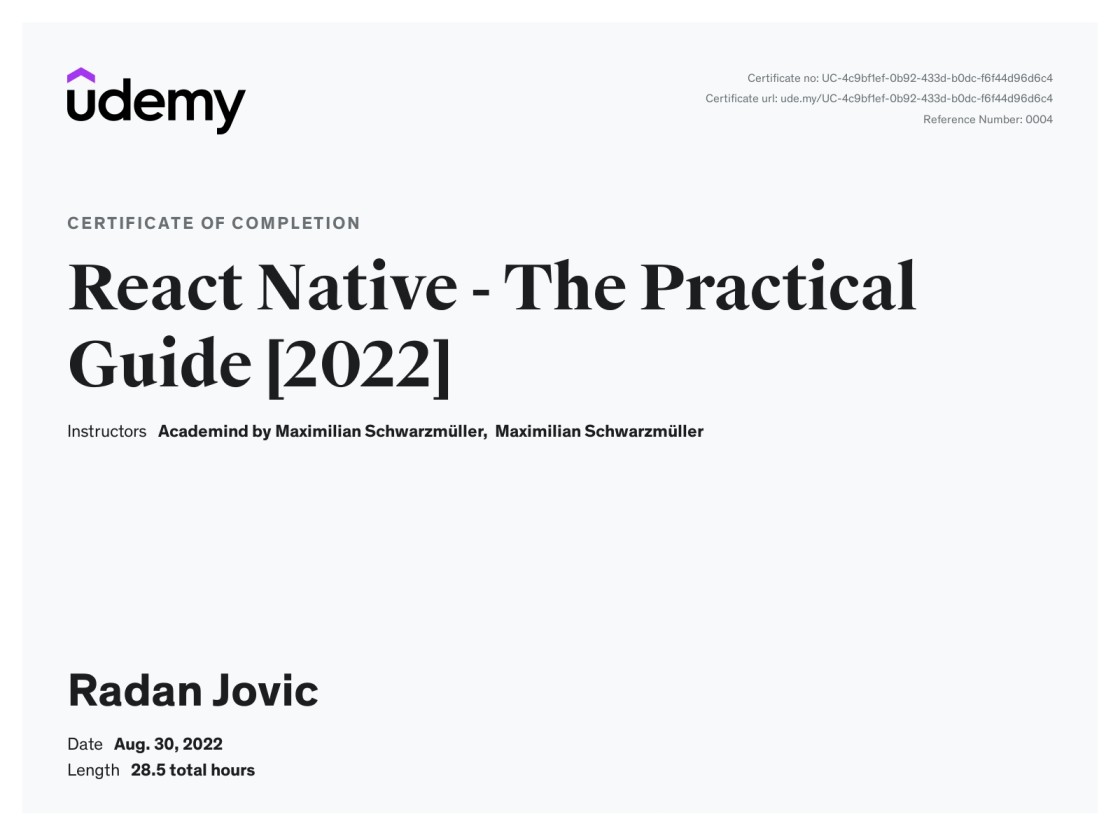 udemy
Certificate no: UC-4c9bf1ef-0b92-433d-b0dc-f6f44d96d6c4
Certificate url: ude.my/UC-4c9bf1ef-0b92-433d-b0dc-f6f44d96d6c4
Reference Number: 0004
CERTIFICATE OF COMPLETION
React Native - The Practical
Guide [2022]
Instructors Academind by Maximilian Schwarzmüller, Maximilian Schwarzmüller
Radan Jovic
Date Aug. 30, 2022
Length 28.5 total hours